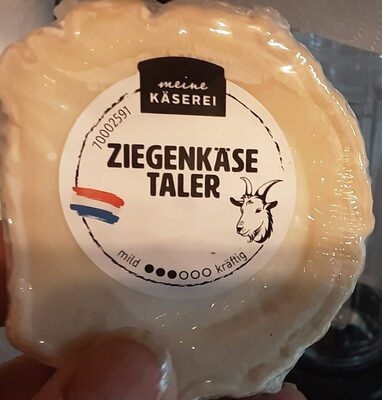 meine
KÄSEREI
70002591
ZIEGENKÄSE
TALER
mild kräftig